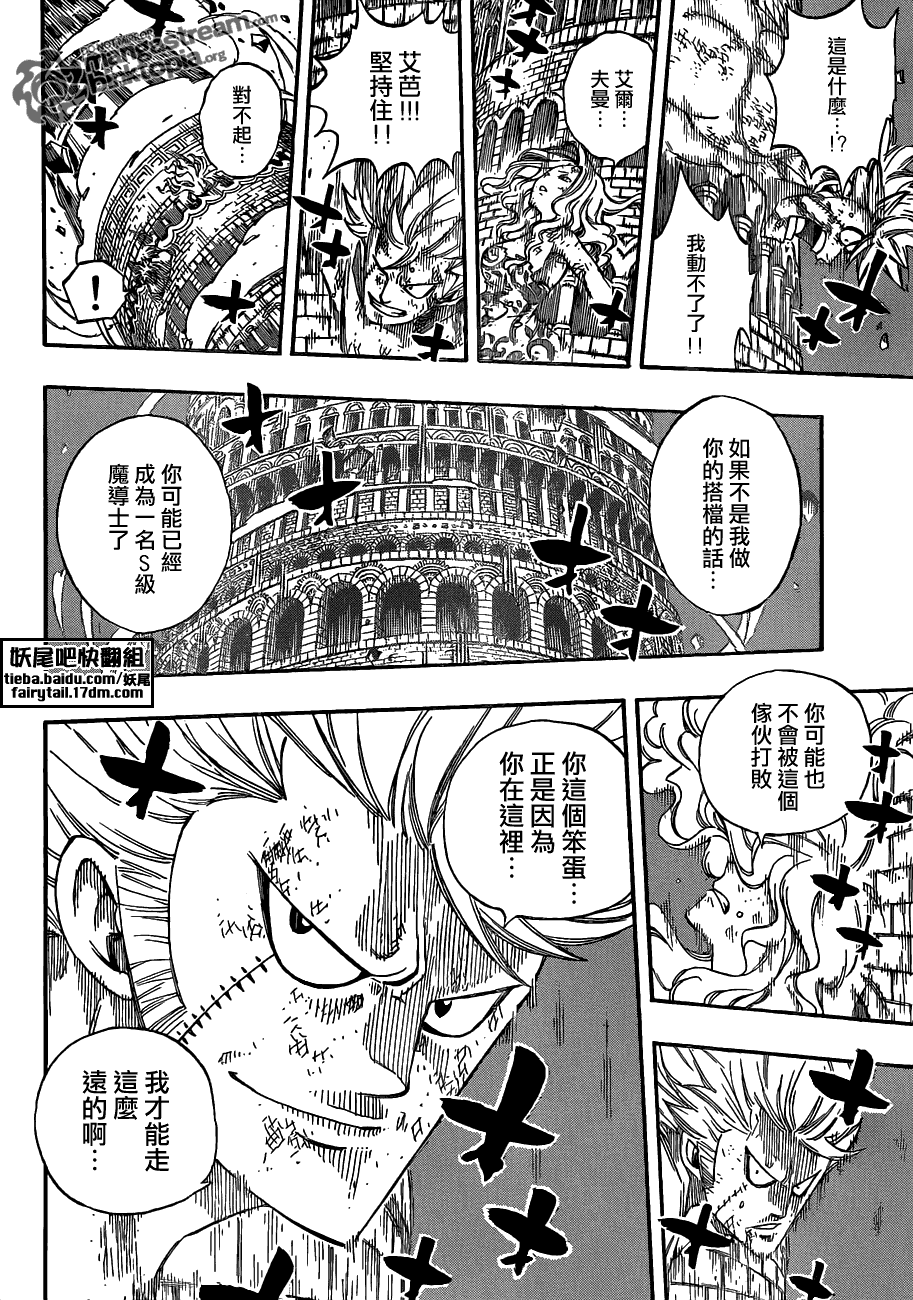 mangastream.com
pinktopia.org
這是什麼…!?
我動不了了!!
艾爾
夫曼…
艾芭!!!
堅持住!!
對不起…
!
如果不是我做
你的搭檔的話…
你可能已經
成為一名S級
魔導士了
妖尾吧快翻組
tieba.baidu.com/妖尾
fairytail.17dm.com
你可能也
不會被這個
傢伙打敗
你這個笨蛋…
正是因為
你在這裡…
我才能走
這麼
遠的啊…